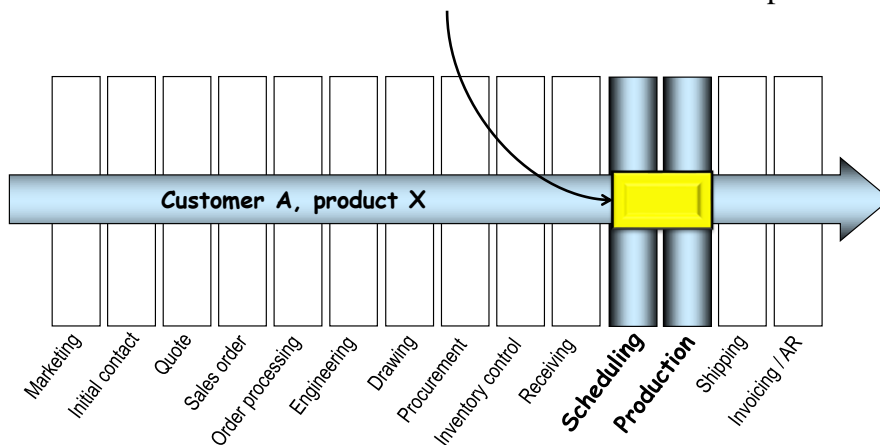 Customer A, product X
Marketing
Initial contact
Quote
Sales order
Order processing
Engineering
Drawing
Procurement
Inventory control
Receiving
Scheduling
Production
Shipping
Invoicing / AR